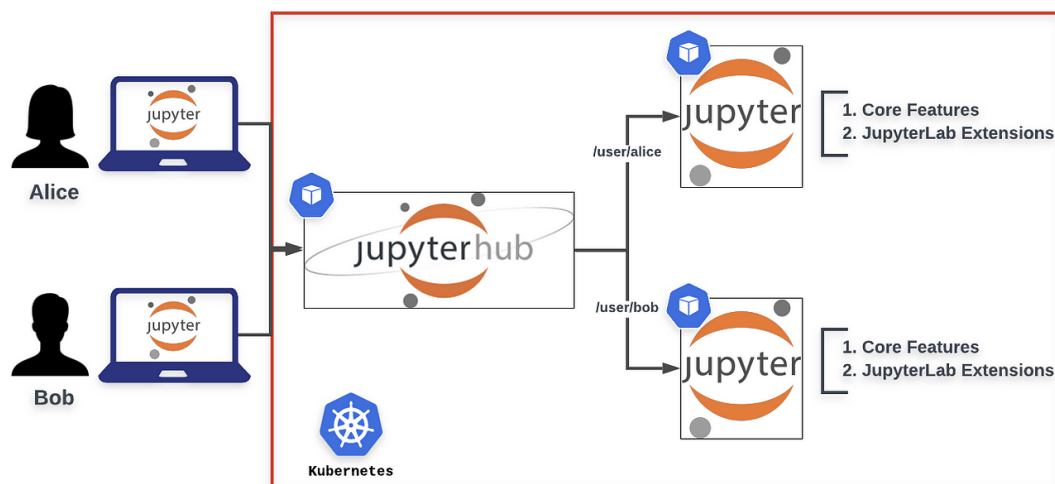 jupyter
Alice
jupyter
Bob
jupyterhub
Kubernetes
/user/alice
jupyter
1. Core Features
2. JupyterLab Extensions
/user/bob
jupyter
1. Core Features
2. JupyterLab Extensions